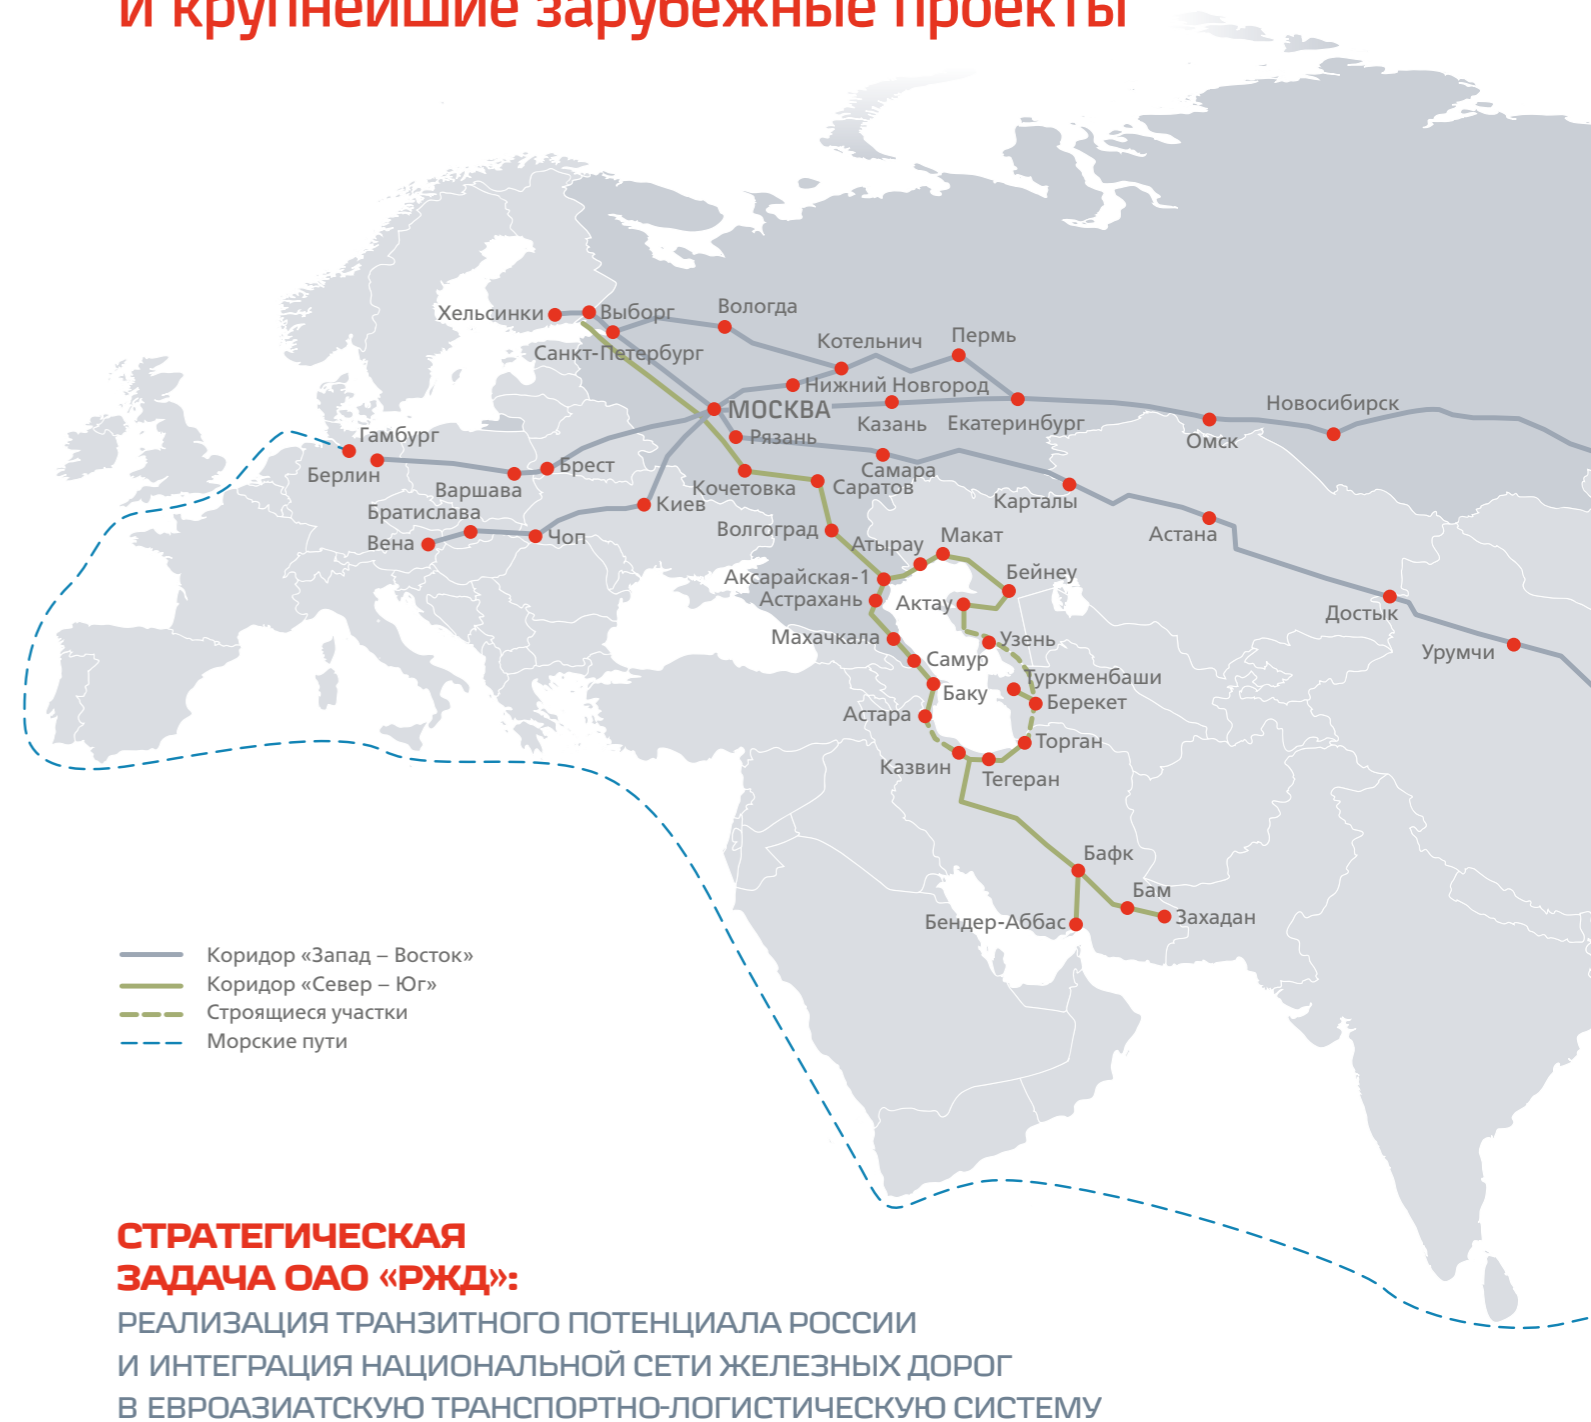 и крупнейшие зарубежные проекты
Хельсинки
Выборг
Вологда
Санкт-Петербург
Котельнич
Пермь
Нижний Новгород
МОСКВА
Казань
Екатеринбург
Новосибирск
Омск
Гамбург
Берлин
Рязань
Брест
Варшава
Самара
Кочетовка
Саратов
Карталы
Братислава
Киев
Вена
Чоп
Волгоград
Астана
Атырау
Макат
Аксарайская-1
Бейнеу
Астрахань
Актау
Достык
Махачкала
Узень
Урумчи
Самур
Туркменбаши
Баку
Берекет
Астара
Торган
Казвин
Тегеран
Бафк
Бам
Бендер-Аббас
Захадан
Коридор «Запад – Восток»
Коридор «Север – Юг»
Строящиеся участки
Морские пути
СТРАТЕГИЧЕСКАЯ
ЗАДАЧА ОАО «РЖД»:
РЕАЛИЗАЦИЯ ТРАНЗИТНОГО ПОТЕНЦИАЛА РОССИИ
И ИНТЕГРАЦИЯ НАЦИОНАЛЬНОЙ СЕТИ ЖЕЛЕЗНЫХ ДОРОГ
В ЕВРОАЗИАТСКУЮ ТРАНСПОРТНО-ЛОГИСТИЧЕСКУЮ СИСТЕМУ